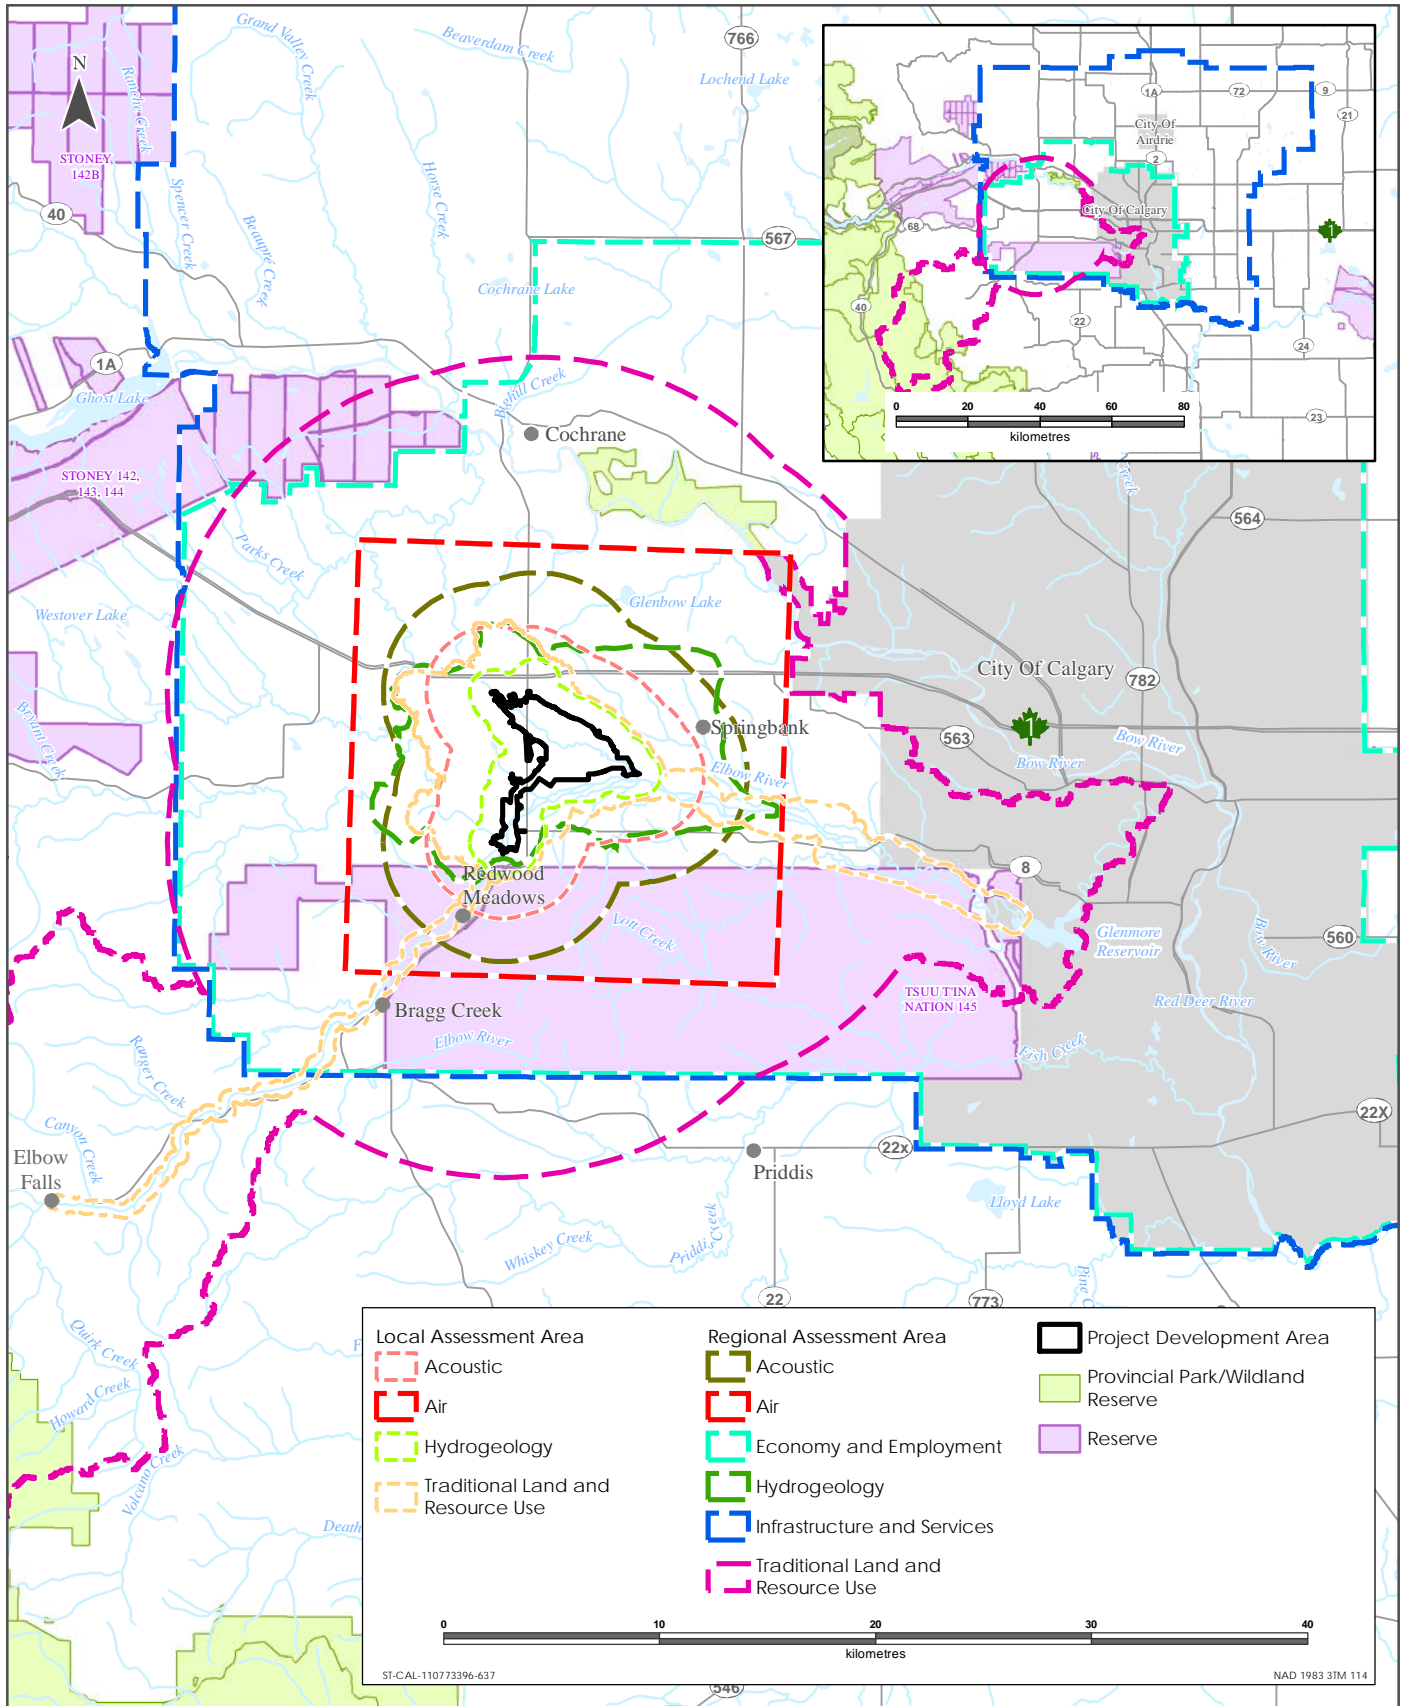 N
Grand Valley Creek
Beaverdam Creek
766
Lochend Lake
Ranche Creek
STONEY
142B
40
Spencer Creek
Beaupré Creek
Horse Creek
567
Cochrane Lake
1A
Ghost Lake
Bighill Creek
Cochrane
STONEY 142,
143, 144
Parks Creek
Westover Lake
Glenbow Lake
Creek
564
City Of Calgary
782
Bryant Creek
Springbank
563
1
Bow River
Bow River
Elbow River
8
Redwood
Meadows
Lott Creek
Glenmore
Reservoir
Bow River
560
TSUU T'INA
NATION 145
Red Deer River
Bragg Creek
Elbow River
Fish Creek
Ranger Creek
Canyon Creek
22X
22x
Elbow
Falls
Priddis
Lloyd Lake
Whiskey Creek
Priddis Creek
Pine C
22
773
Quirk Creek
F
Howard Creek
Volcano Creek
Death
546
1A
72
9
21
City Of
Airdrie
2
City Of Calgary
68
1
40
22
24
23
0 20 40 60 80
kilometres
Local Assessment Area
Acoustic
Air
Hydrogeology
Traditional Land and
Resource Use
Regional Assessment Area
Acoustic
Air
Economy and Employment
Hydrogeology
Infrastructure and Services
Traditional Land and
Resource Use
Project Development Area
Provincial Park/Wildland
Reserve
Reserve
0 10 20 30 40
kilometres
ST-CAL-110773396-637
NAD 1983 3TM 114